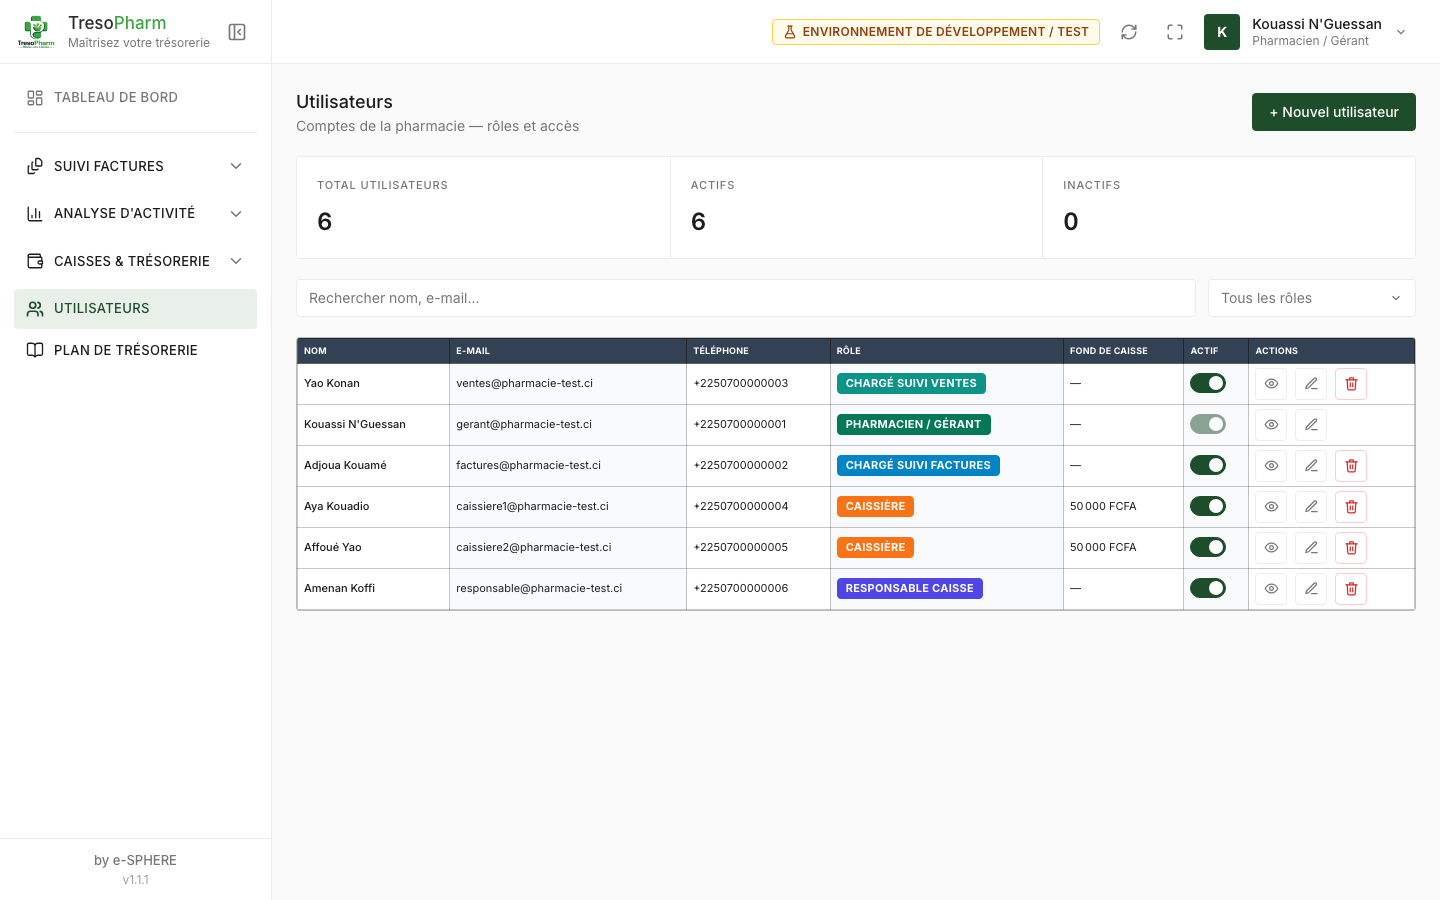 TresoPharm
Maîtrisez votre trésorerie
TresoPharm
ENVIRONNEMENT DE DÉVELOPPEMENT / TEST
K
Kouassi N'Guessan
Pharmacien / Gérant
TABLEAU DE BORD
SUIVI FACTURES
ANALYSE D'ACTIVITÉ
CAISSES & TRÉSORERIE
UTILISATEURS
PLAN DE TRÉSORERIE
by e-SPHERE
v1.1.1
Utilisateurs
Comptes de la pharmacie — rôles et accès
+ Nouvel utilisateur
TOTAL UTILISATEURS
6
ACTIFS
6
INACTIFS
0
Rechercher nom, e-mail...
Tous les rôles
NOM E-MAIL TÉLÉPHONE RÔLE FOND DE CAISSE ACTIF ACTIONS
Yao Konan ventes@pharmacie-test.ci +2250700000003 CHARGÉ SUIVI VENTES —
Kouassi N'Guessan gerant@pharmacie-test.ci +2250700000001 PHARMACIEN / GÉRANT —
Adjoua Kouamé factures@pharmacie-test.ci +2250700000002 CHARGÉ SUIVI FACTURES —
Aya Kouadio caissiere1@pharmacie-test.ci +2250700000004 CAISSIÈRE 50 000 FCFA
Affoué Yao caissiere2@pharmacie-test.ci +2250700000005 CAISSIÈRE 50 000 FCFA
Amenan Koffi responsable@pharmacie-test.ci +2250700000006 RESPONSABLE CAISSE —